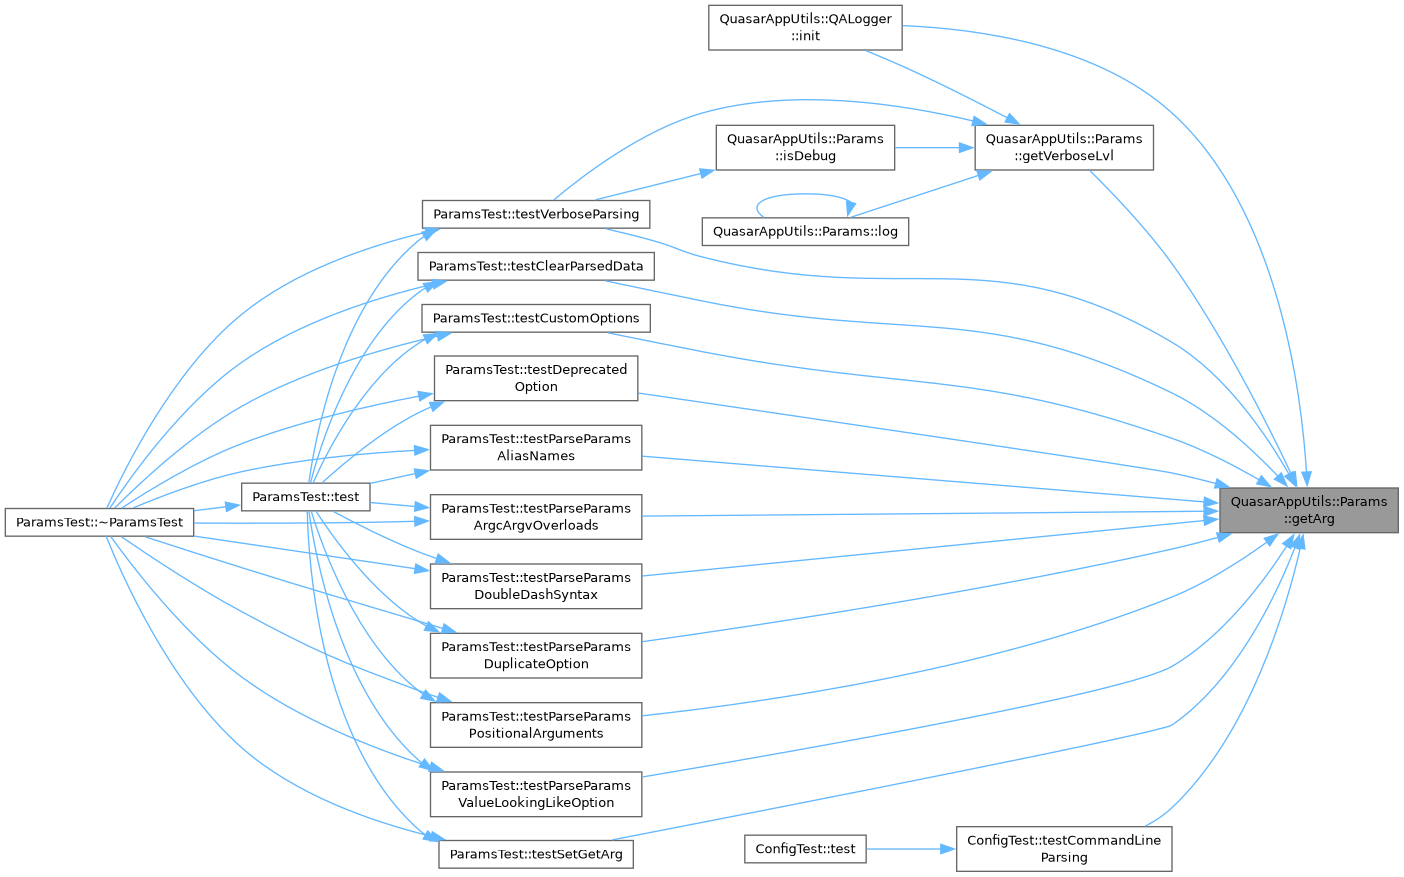 QuasarAppUtils::QALogger
::init
QuasarAppUtils::Params
::isDebug
QuasarAppUtils::Params
::getVerboseLvl
ParamsTest::testVerboseParsing
QuasarAppUtils::Params::log
ParamsTest::testClearParsedData
ParamsTest::testCustomOptions
ParamsTest::testDeprecated
Option
ParamsTest::testParseParams
AliasNames
ParamsTest::test
ParamsTest::~ParamsTest
ParamsTest::testParseParams
ArgcArgvOverloads
QuasarAppUtils::Params
::getArg
ParamsTest::testParseParams
DoubleDashSyntax
ParamsTest::testParseParams
DuplicateOption
ParamsTest::testParseParams
PositionalArguments
ParamsTest::testParseParams
ValueLookingLikeOption
ParamsTest::testSetGetArg
ConfigTest::test
ConfigTest::testCommandLine
Parsing